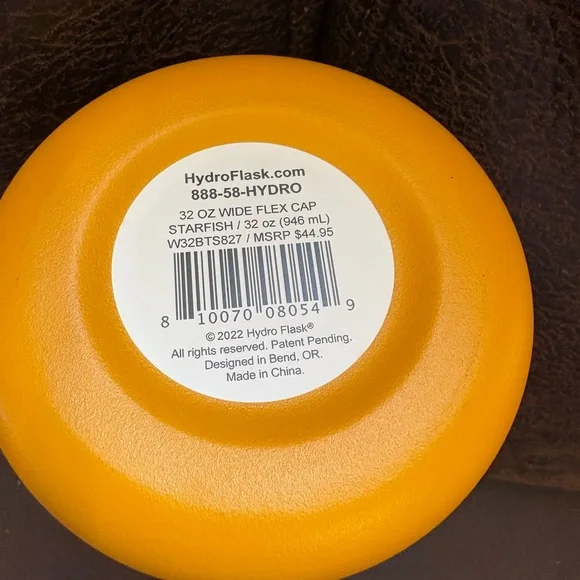 HydroFlask.com
888-58-HYDRO
32 OZ WIDE FLEX CAP
STARFISH / 32 oz (946 mL)
W32BTS827 / MSRP $44.95
8 10070 08054 9
© 2022 Hydro Flask®
All rights reserved. Patent Pending.
Designed in Bend, OR.
Made in China.